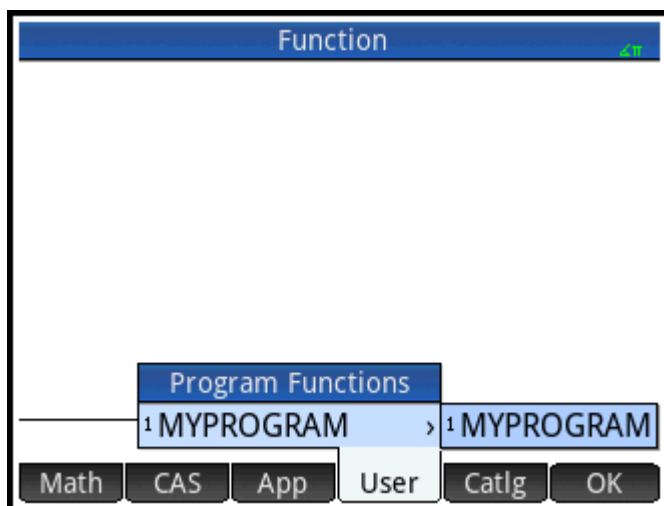 Function
∡π
Program Functions
1 MYPROGRAM › 1 MYPROGRAM
Math CAS App User Catlg OK